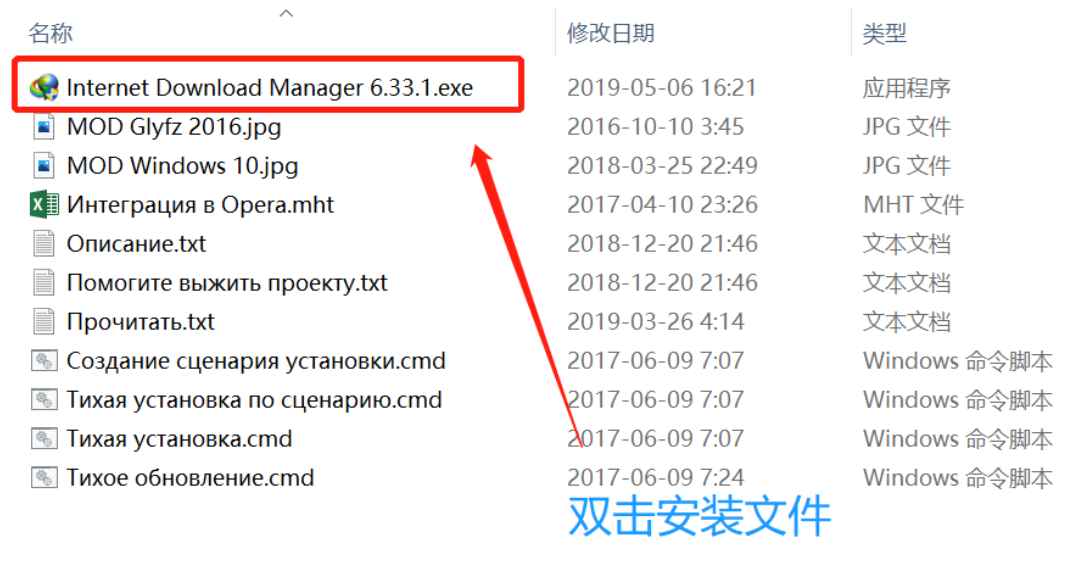 名称 修改日期 类型
Internet Download Manager 6.33.1.exe 2019-05-06 16:21 应用程序
MOD Glyfz 2016.jpg 2016-10-10 3:45 JPG 文件
MOD Windows 10.jpg 2018-03-25 22:49 JPG 文件
Интеграция в Opera.mht 2017-04-10 23:26 MHT 文件
Описание.txt 2018-12-20 21:46 文本文档
Помогите выжить проекту.txt 2018-12-20 21:46 文本文档
Прочитать.txt 2019-03-26 4:14 文本文档
Создание сценария установки.cmd 2017-06-09 7:07 Windows 命令脚本
Тихая установка по сценарию.cmd 2017-06-09 7:07 Windows 命令脚本
Тихая установка.cmd 2017-06-09 7:07 Windows 命令脚本
Тихое обновление.cmd 2017-06-09 7:24 Windows 命令脚本
双击安装文件